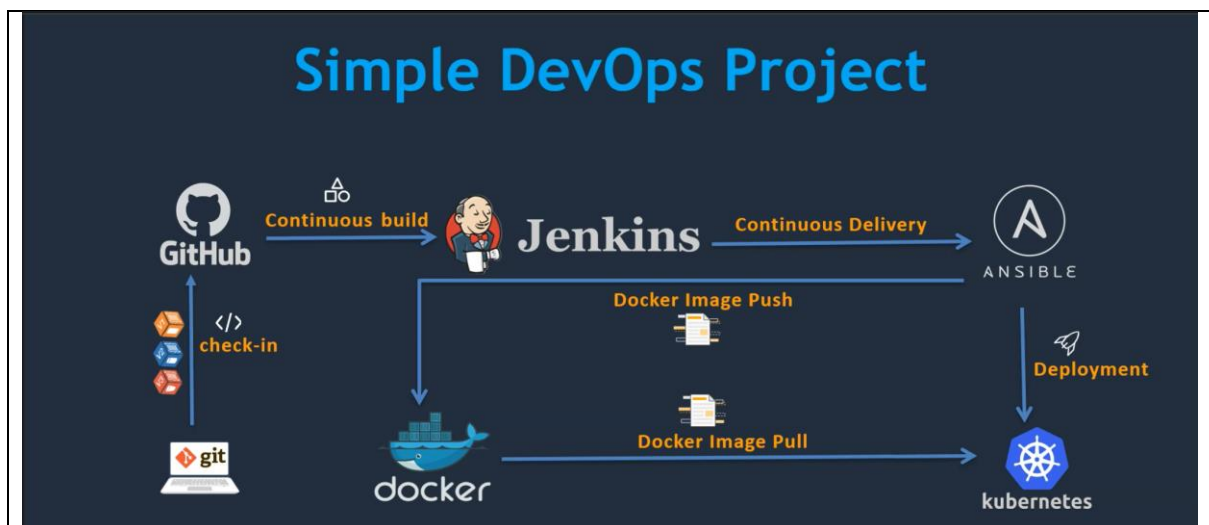 Simple DevOps Project
GitHub
Continuous build
Jenkins
Continuous Delivery
A
ANSIBLE
Docker Image Push
</>
check-in
Deployment
git
docker
Docker Image Pull
kubernetes